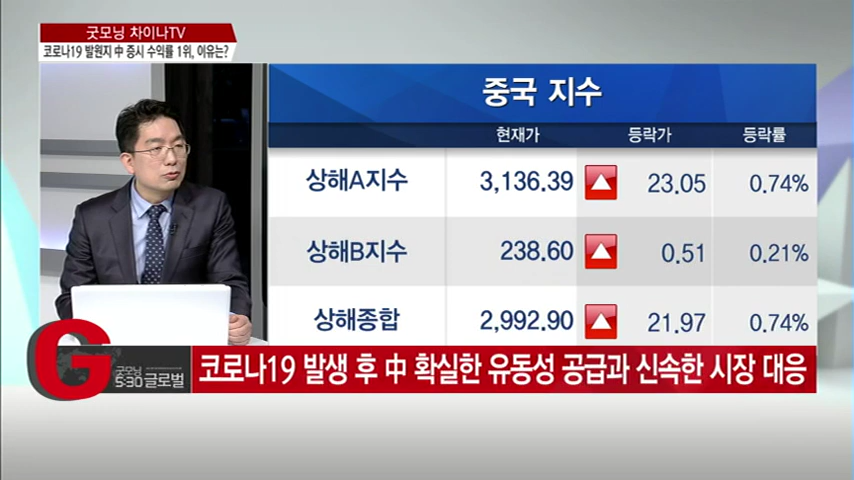 굿모닝 차이나TV
코로나19 발원지 中 증시 수익률 1위, 이유는?
중국 지수
현재가 등락가 등락률
상해A지수 3,136.39 ▲ 23.05 0.74%
상해B지수 238.60 ▲ 0.51 0.21%
상해종합 2,992.90 ▲ 21.97 0.74%
G
굿모닝
5:30 글로벌
코로나19 발생 후 中 확실한 유동성 공급과 신속한 시장 대응